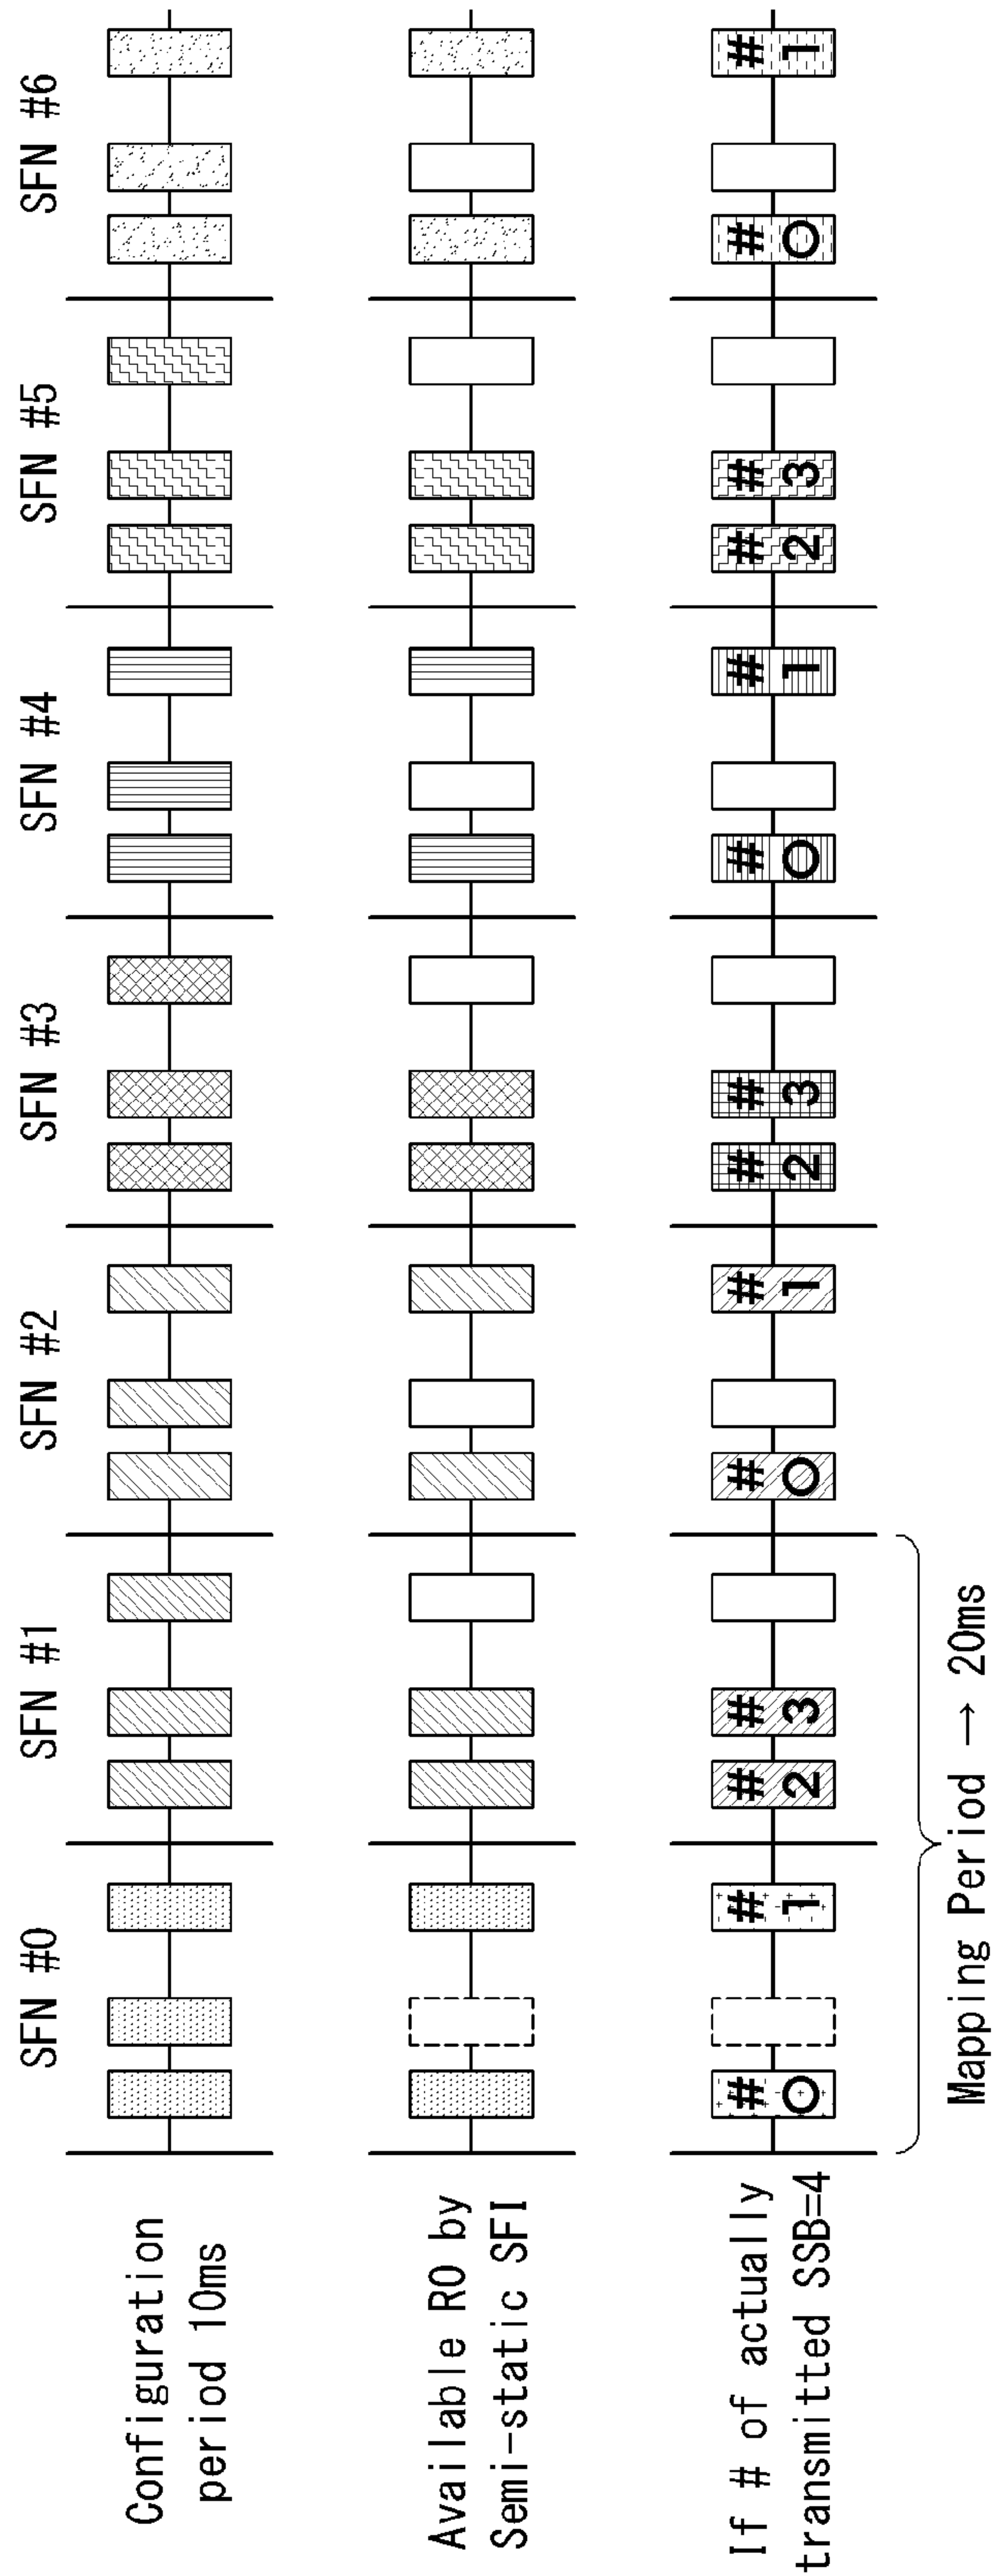 SFN #0 SFN #1 SFN #2 SFN #3 SFN #4 SFN #5 SFN #6
Configuration
period 10ms
Available RO by
Semi-static SFI
If # of actually
transmitted SSB=4
#0 #1 #2 #3 #0 #1 #2 #3 #0 #1 #2 #3 #0 #1
Mapping Period → 20ms